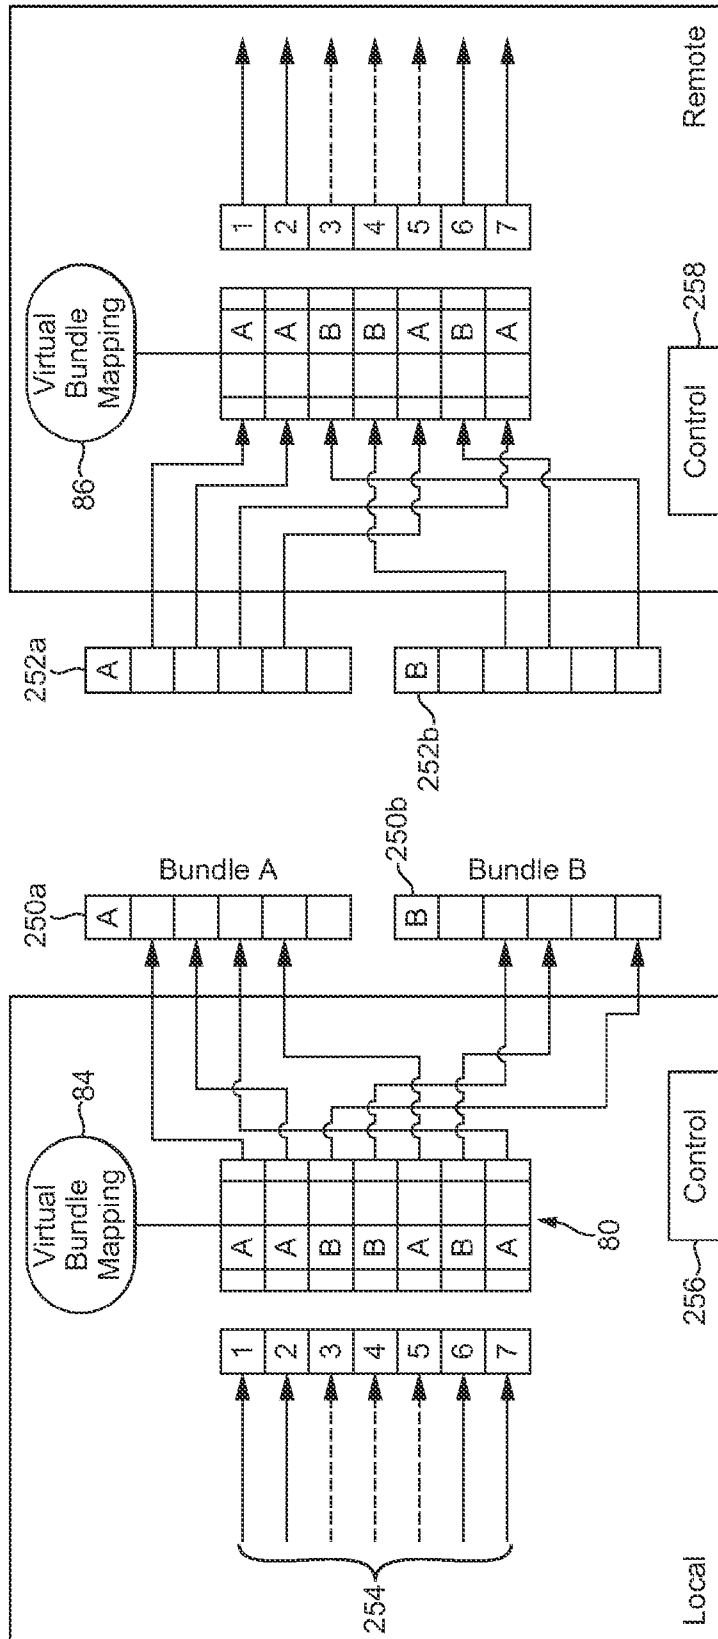 Local
254
1
2
3
4
5
6
7
Virtual
Bundle
Mapping
84
A
A
B
B
A
B
A
80
Control
256
250a
A
Bundle A
250b
B
Bundle B
252a
A
B
252b
Virtual
Bundle
Mapping
86
A
A
B
B
A
B
A
1
2
3
4
5
6
7
Control
258
Remote